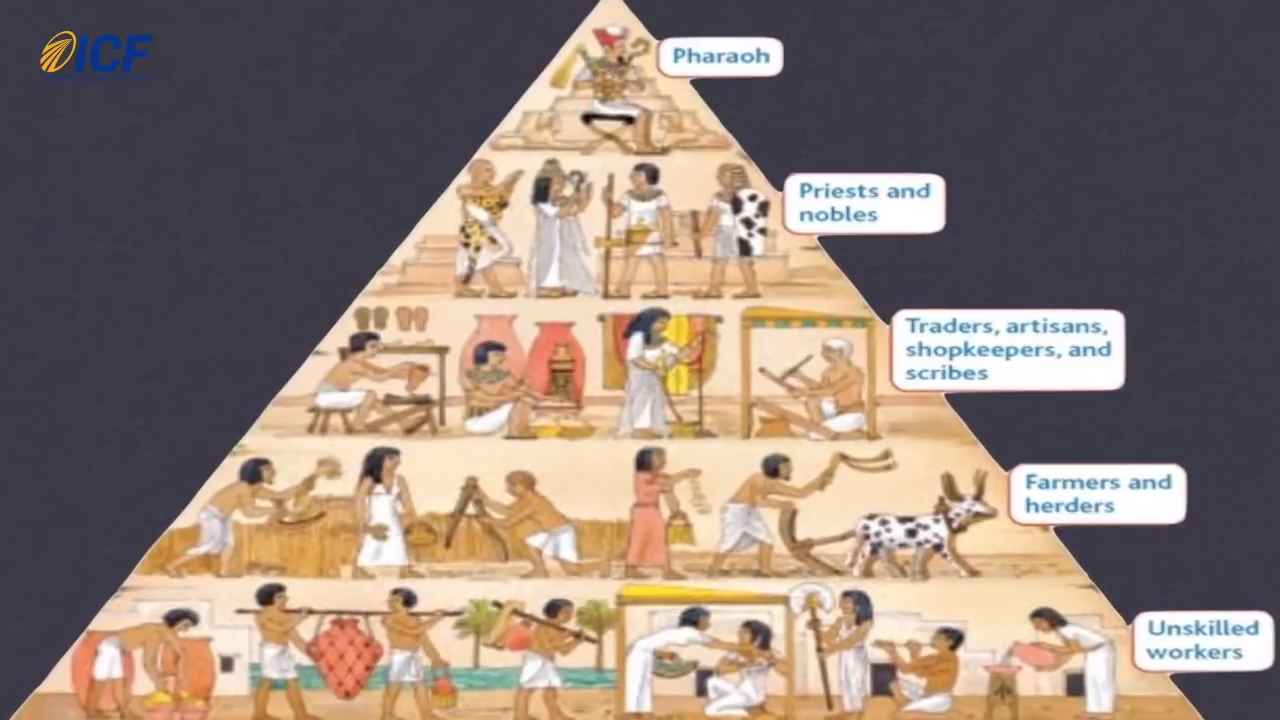 ICF
Pharaoh
Priests and
nobles
Traders, artisans,
shopkeepers, and
scribes
Farmers and
herders
Unskilled
workers